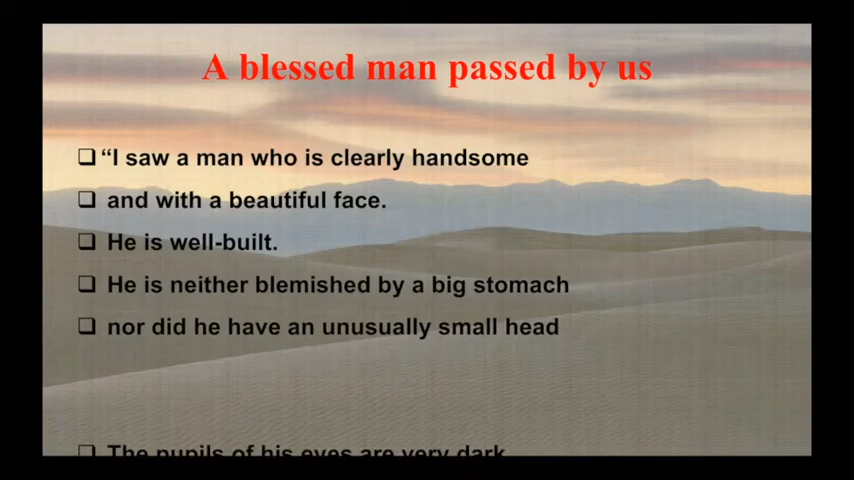 A blessed man passed by us
❑ “I saw a man who is clearly handsome
❑ and with a beautiful face.
❑ He is well-built.
❑ He is neither blemished by a big stomach
❑ nor did he have an unusually small head
❑ The pupils of his eyes are very dark